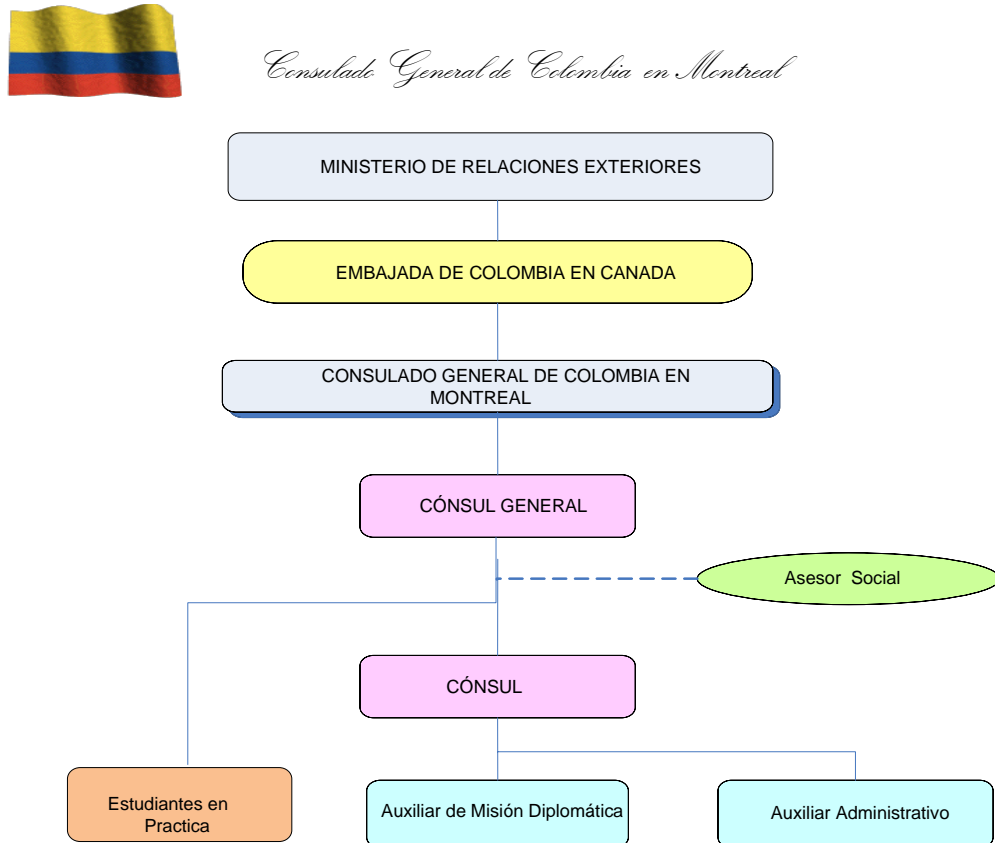 Consulado General de Colombia en Montreal
MINISTERIO DE RELACIONES EXTERIORES
EMBAJADA DE COLOMBIA EN CANADA
CONSULADO GENERAL DE COLOMBIA EN
MONTREAL
CÓNSUL GENERAL
Asesor Social
CÓNSUL
Estudiantes en
Practica
Auxiliar de Misión Diplomática
Auxiliar Administrativo